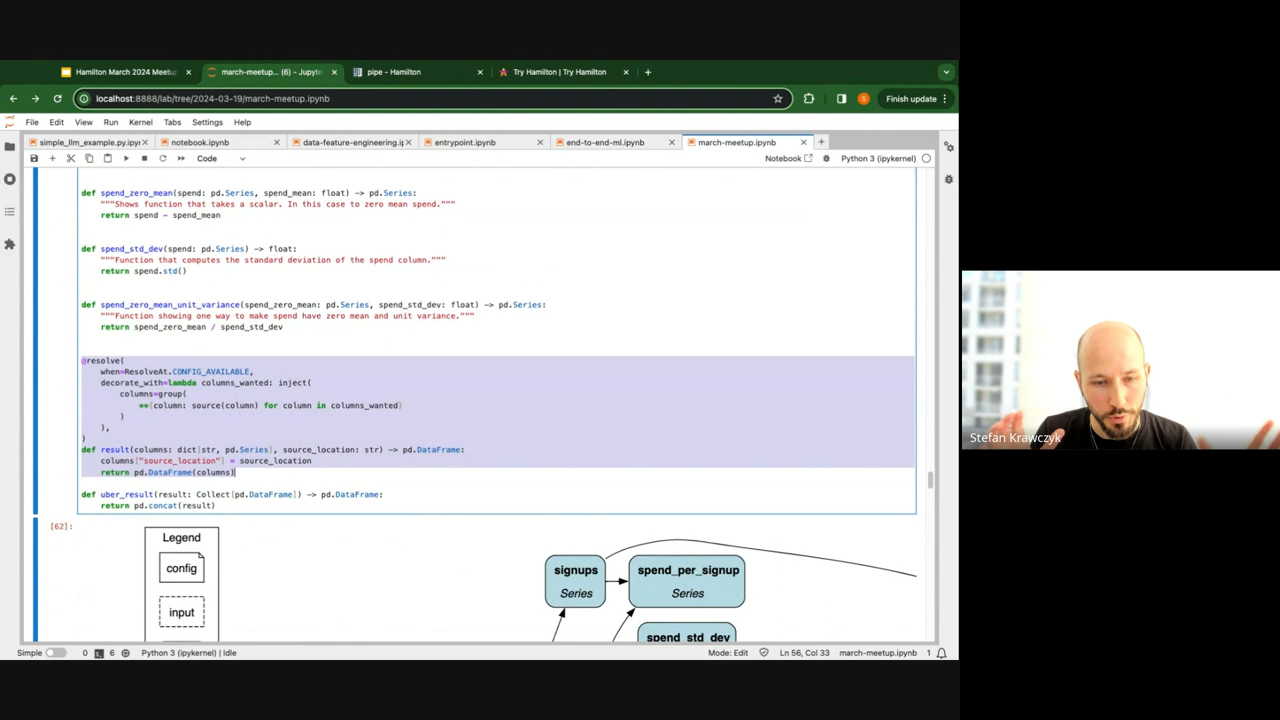 Hamilton March 2024 Meetup
march-meetup... (6) - Jupyte
pipe - Hamilton
Try Hamilton | Try Hamilton
localhost:8888/lab/tree/2024-03-19/march-meetup.ipynb
Finish update
File Edit View Run Kernel Tabs Settings Help
simple_llm_example.py.ipyn
notebook.ipynb
data-feature-engineering.ip
entrypoint.ipynb
end-to-end-ml.ipynb
march-meetup.ipynb
Code
Notebook
Python 3 (ipykernel)
def spend_zero_mean(spend: pd.Series, spend_mean: float) -> pd.Series:
"""Shows function that takes a scalar. In this case to zero mean spend."""
return spend - spend_mean
def spend_std_dev(spend: pd.Series) -> float:
"""Function that computes the standard deviation of the spend column."""
return spend.std()
def spend_zero_mean_unit_variance(spend_zero_mean: pd.Series, spend_std_dev: float) -> pd.Series:
"""Function showing one way to make spend have zero mean and unit variance."""
return spend_zero_mean / spend_std_dev
@resolve(
when=ResolveAt.CONFIG_AVAILABLE,
decorate_with=lambda columns_wanted: inject(
columns=group(
**{column: source(column) for column in columns_wanted}
)
),
)
def result(columns: dict[str, pd.Series], source_location: str) -> pd.DataFrame:
columns["source_location"] = source_location
return pd.DataFrame(columns)
def uber_result(result: Collect[pd.DataFrame]) -> pd.DataFrame:
return pd.concat(result)
[62]:
Legend
config
input
signups
Series
spend_per_signup
Series
spend_std_dev
Stefan Krawczyk
Simple 0 6 Python 3 (ipykernel) | Idle
Mode: Edit Ln 56, Col 33 march-meetup.ipynb 1